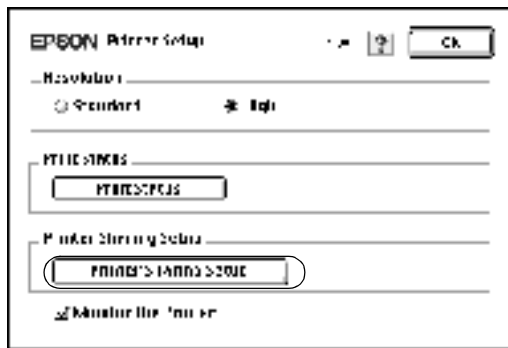 EPSON Printer Setup
OK
Resolution
Standard High
Print Status
Print Status
Printer Sharing Setup
Printer Sharing Setup
Monitor the Printer